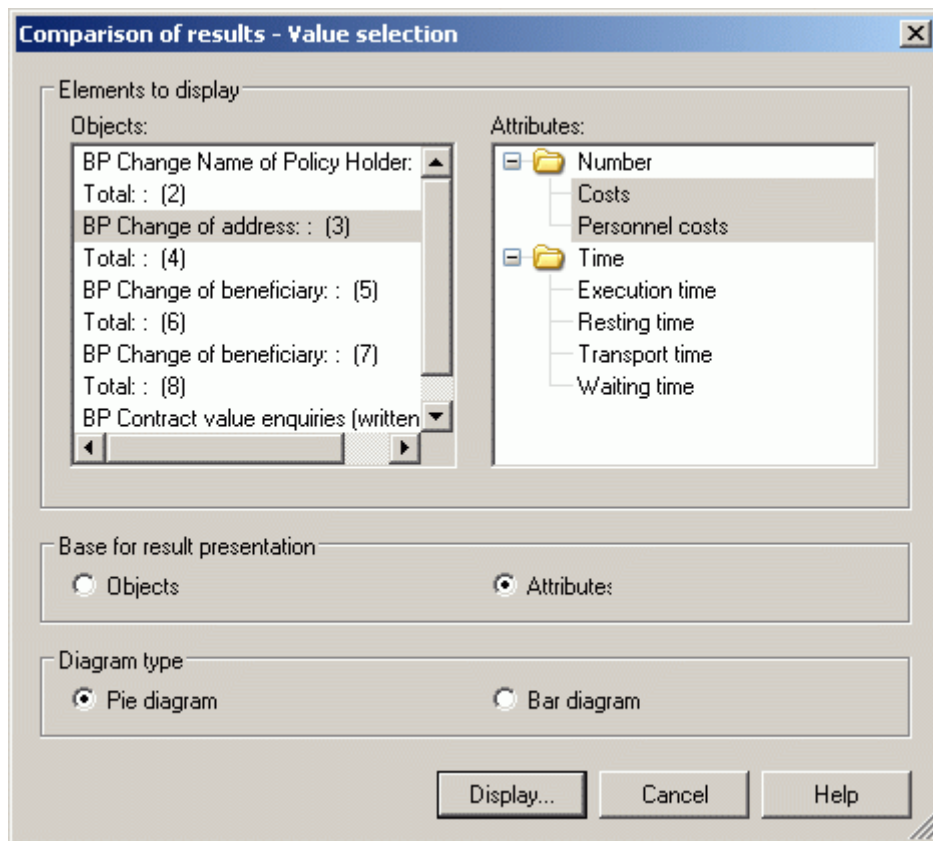 Comparison of results - Value selection
Elements to display
Objects:
BP Change Name of Policy Holder:
Total: :  (2)
BP Change of address: :  (3)
Total: :  (4)
BP Change of beneficiary: :  (5)
Total: :  (6)
BP Change of beneficiary: :  (7)
Total: :  (8)
BP Contract value enquiries (written
Attributes:
Number
Costs
Personnel costs
Time
Execution time
Resting time
Transport time
Waiting time
Base for result presentation
Objects
Attributes
Diagram type
Pie diagram
Bar diagram
Display...
Cancel
Help